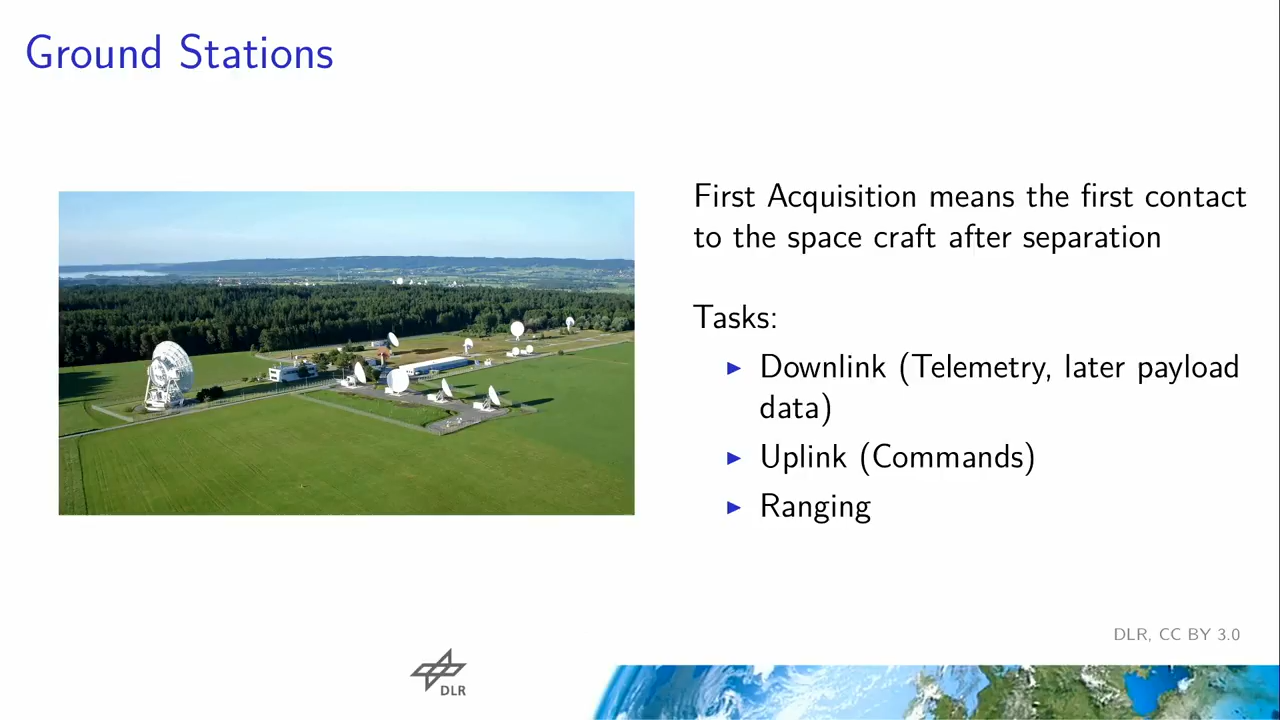 Ground Stations
First Acquisition means the first contact
to the space craft after separation
Tasks:
► Downlink (Telemetry, later payload
data)
► Uplink (Commands)
► Ranging
DLR, CC BY 3.0
DLR